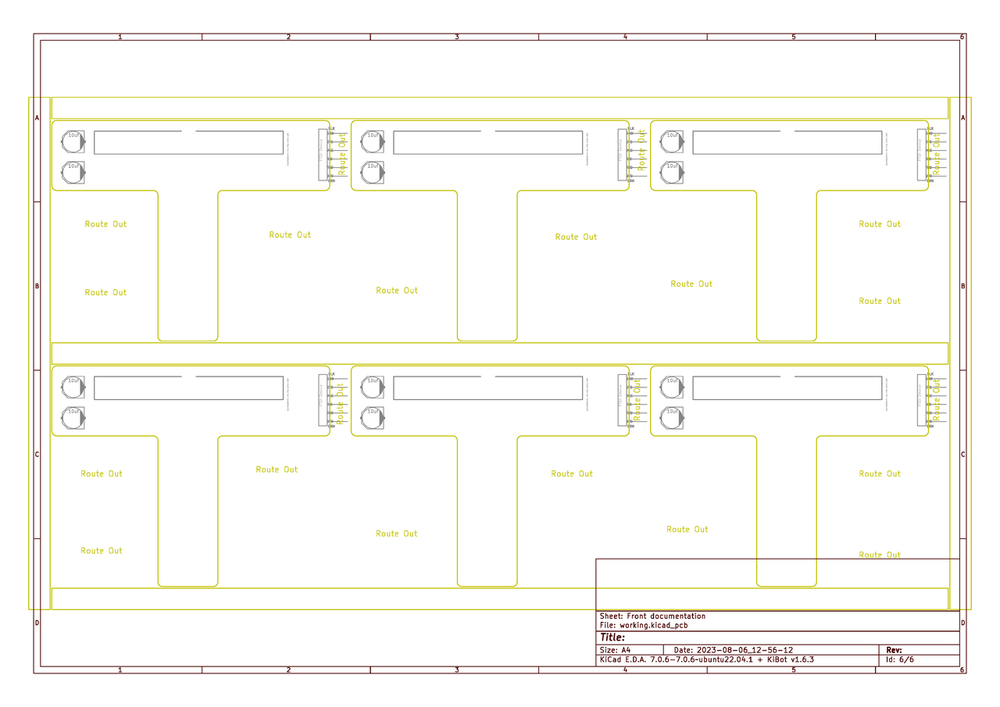 1 2 3 4 5 6
A A
10uF 10uF 10uF
Route Out Route Out Route Out
10uF 10uF 10uF
Route Out Route Out
Route Out Route Out
Route Out
B B
Route Out Route Out
Route Out
10uF 10uF 10uF
Route Out Route Out Route Out
10uF 10uF 10uF
C C
Route Out Route Out
Route Out Route Out
Route Out
Route Out
Route Out
Route Out
D D
Sheet: Front documentation
File: working.kicad_pcb
Title:
Size: A4 Date: 2023-08-06_12-56-12 Rev:
KiCad E.D.A. 7.0.6-7.0.6~ubuntu22.04.1 + KiBot v1.6.3 Id: 6/6
1 2 3 4 5 6